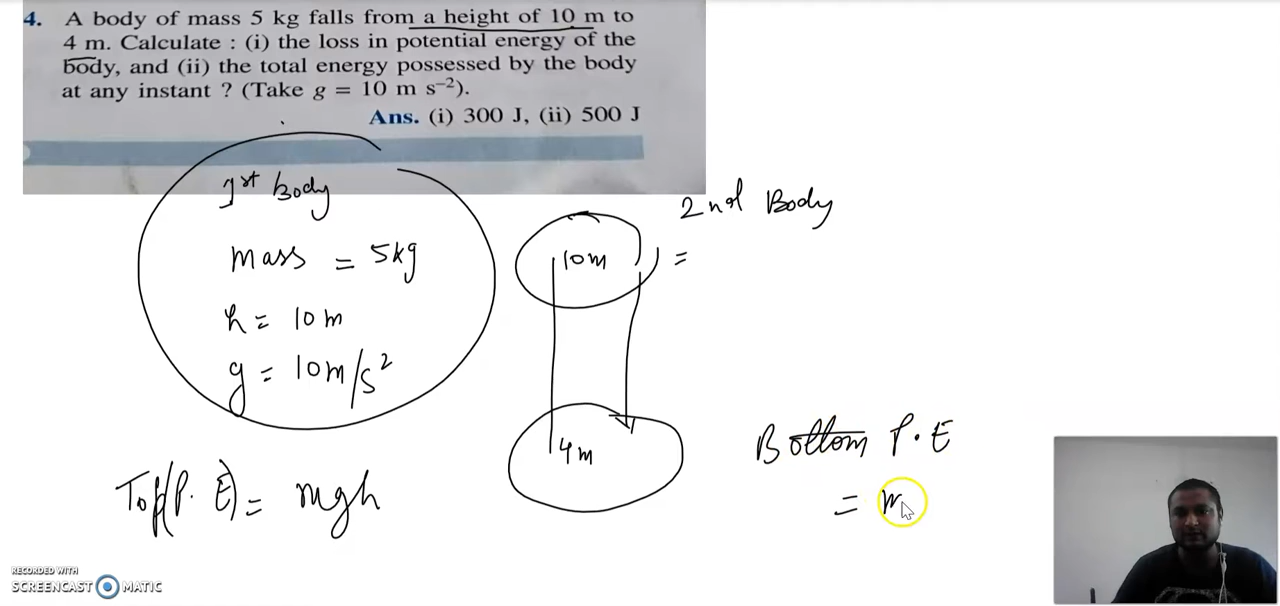 4. A body of mass 5 kg falls from a height of 10 m to
4 m. Calculate : (i) the loss in potential energy of the
body, and (ii) the total energy possessed by the body
at any instant ? (Take g = 10 m s⁻²).
Ans. (i) 300 J, (ii) 500 J
1st body
mass = 5kg
h = 10 m
g = 10m/s²
10m =
2nd Body
4m
Top(P. E) = mgh
Bottom P.E
= m
RECORDED WITH
SCREENCAST MATIC